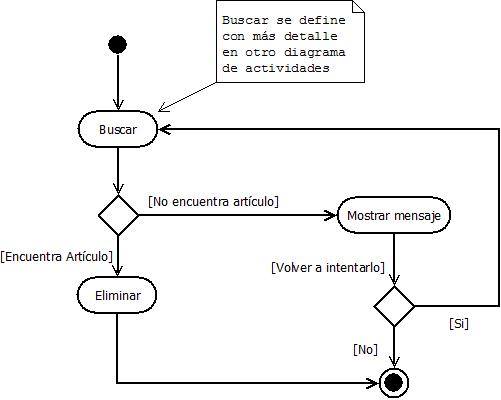 Buscar se define
con más detalle
en otro diagrama
de actividades
Buscar
[No encuentra artículo]
Mostrar mensaje
[Encuentra Artículo]
[Volver a intentarlo]
Eliminar
[Si]
[No]